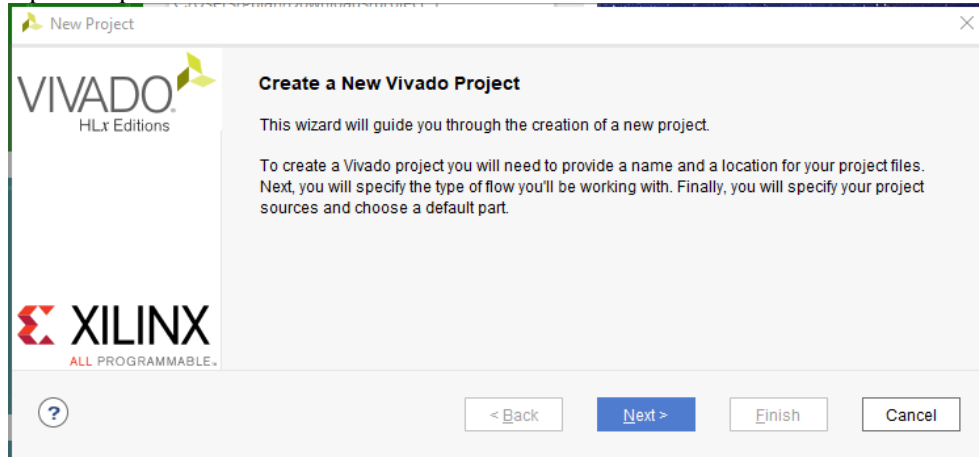 New Project
VIVADO
HLx Editions
Create a New Vivado Project
This wizard will guide you through the creation of a new project.
To create a Vivado project you will need to provide a name and a location for your project files.
Next, you will specify the type of flow you'll be working with. Finally, you will specify your project
sources and choose a default part.
XILINX
ALL PROGRAMMABLE™
?
< Back
Next >
Finish
Cancel